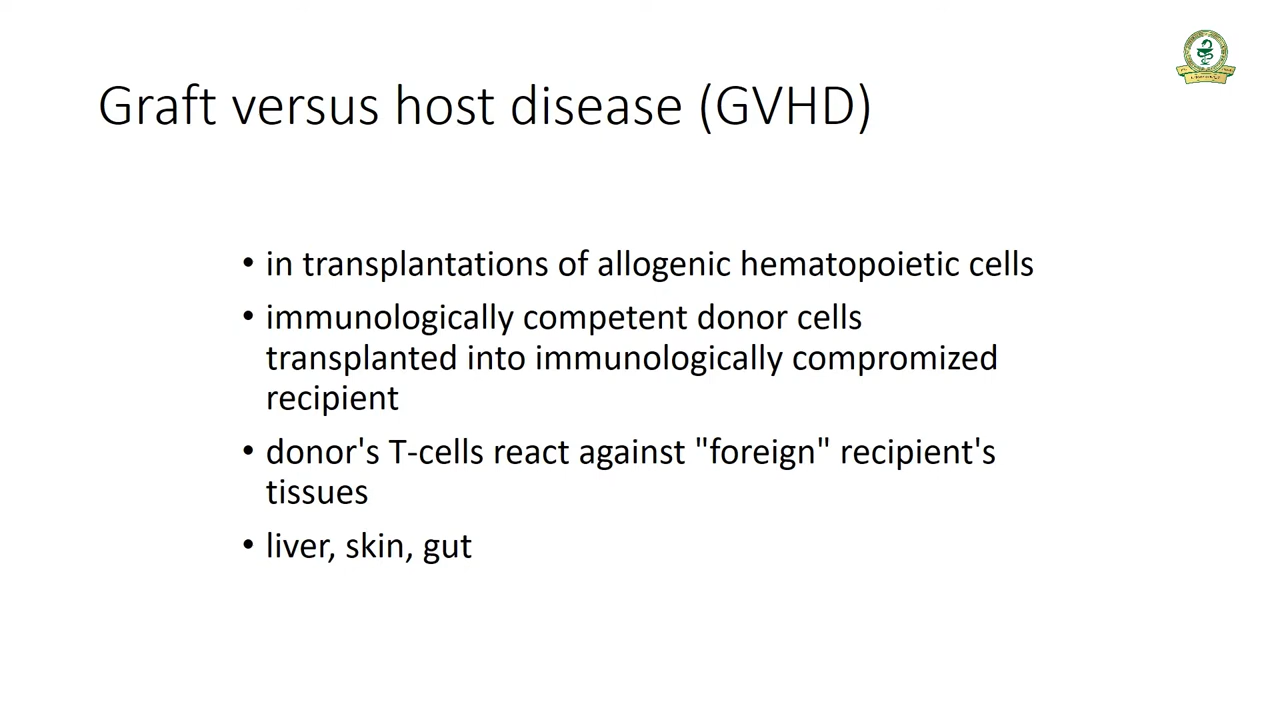 Graft versus host disease (GVHD)
• in transplantations of allogenic hematopoietic cells
• immunologically competent donor cells
transplanted into immunologically compromized
recipient
• donor's T-cells react against "foreign" recipient's
tissues
• liver, skin, gut